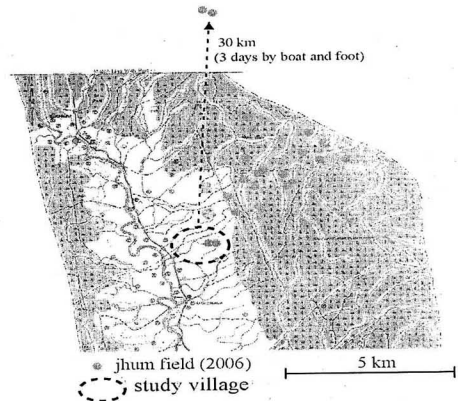 30 km
(3 days by boat and foot)
jhum field (2006)
study village
5 km